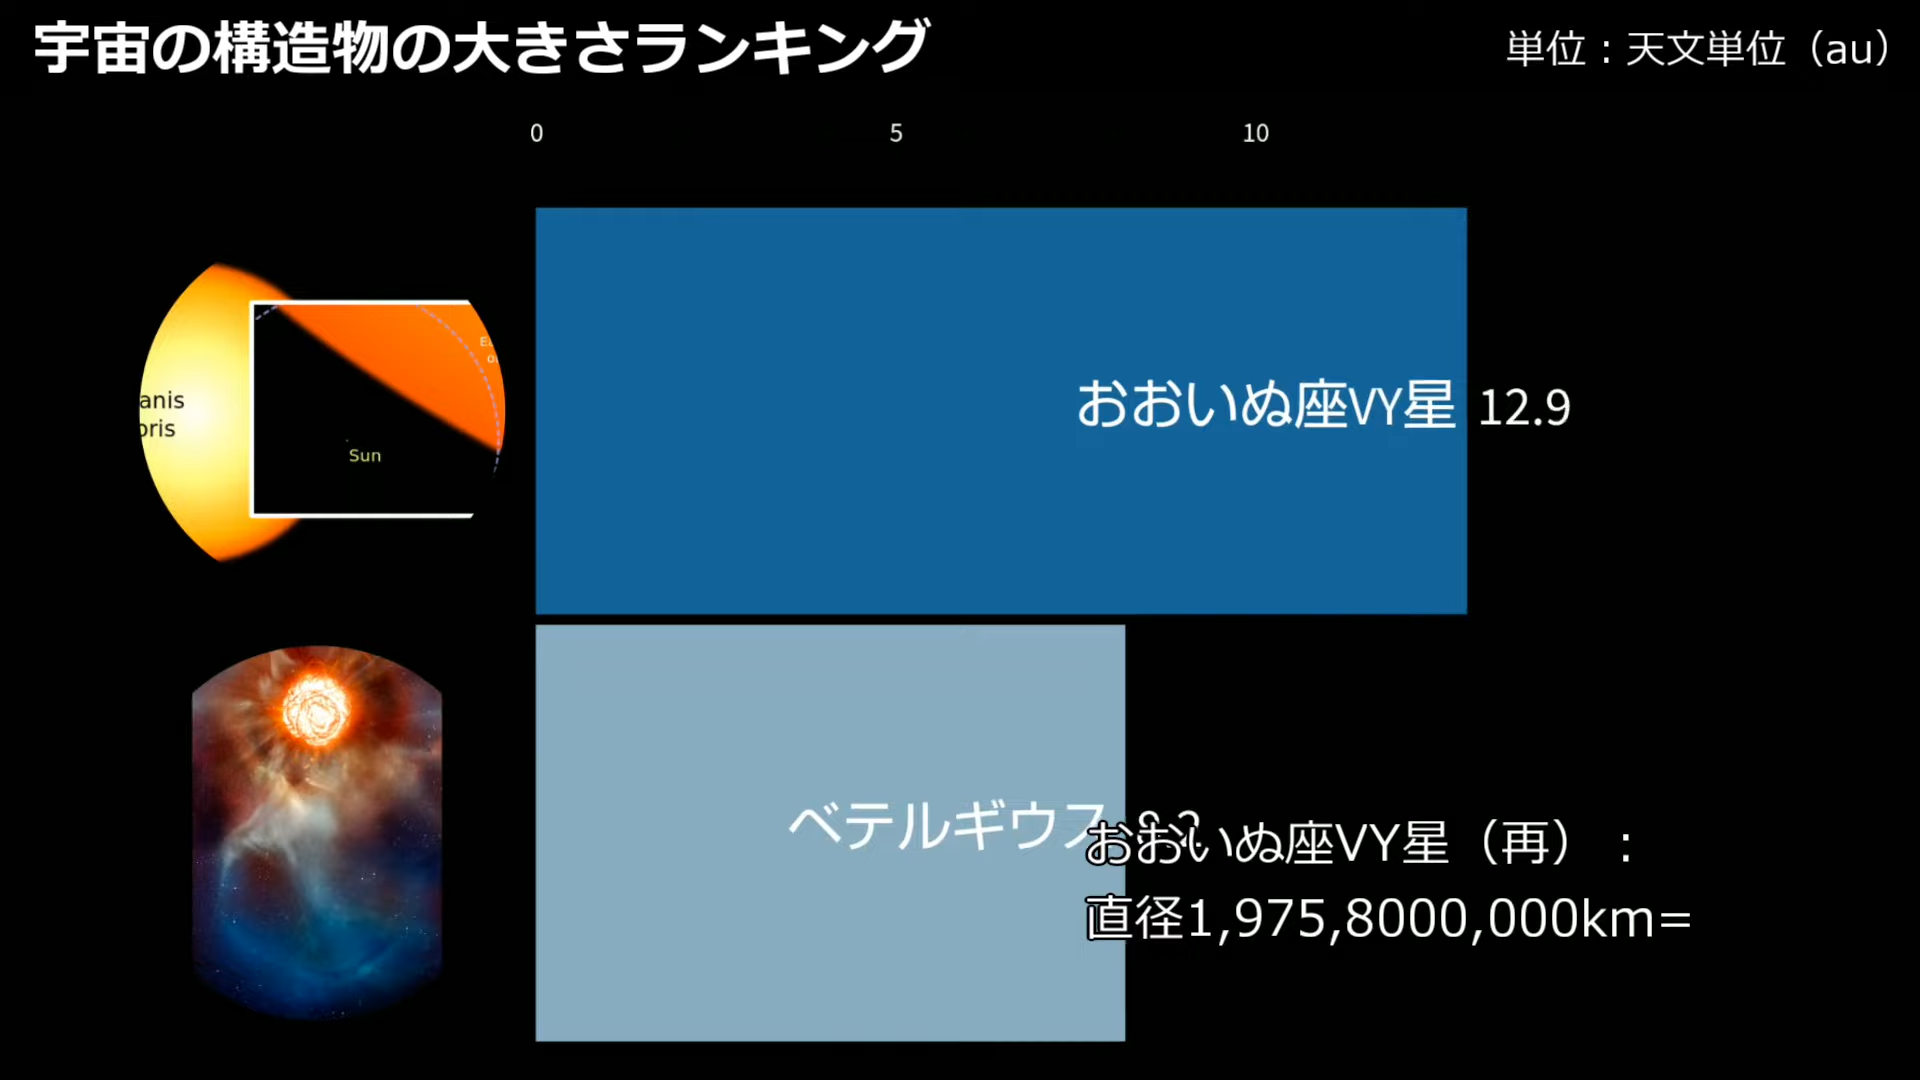 宇宙の構造物の大きさランキング
単位：天文単位（au）
0 5 10
anis
oris
Sun
おおいぬ座VY星 12.9
ベテルギウス
おおいぬ座VY星（再）：
直径1,975,8000,000km=